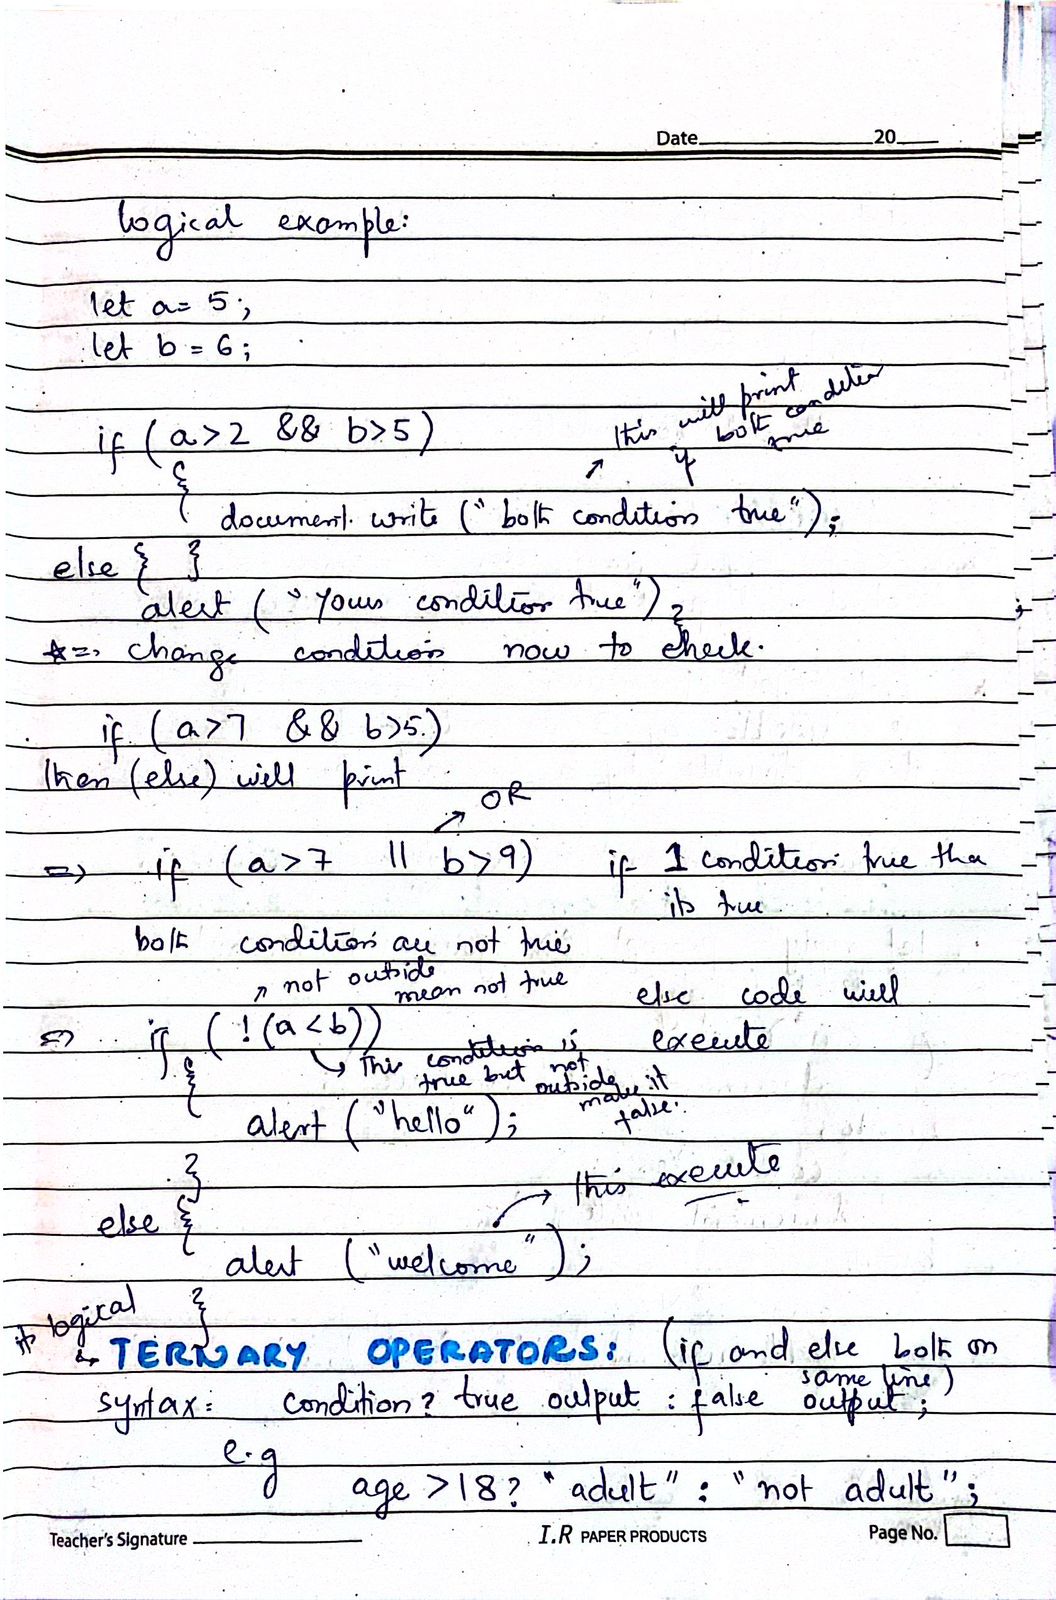 Date 20
logical example:
let a= 5;
let b = 6;
this will print
if both condition
true
if (a>2 && b>5)
{
document. write ("both condition true");
else { }
alert ("your condition true") }
*=> change condition now to check.
if (a>7 && b>5)
then (else) will print
OR
=> if (a>7 || b>9) if 1 condition true tha
its true
both condition are not true
not outside
mean not true
else code will
=> if ( !(a<b)) execute
{
This condition is
true but not
outside
make it
false.
alert ("hello");
}
this execute
else {
alert ("welcome");
}
its logical
TERNARY OPERATORS: (if and else both on
same line)
syntax: condition? true output : false output;
e.g
age >18? "adult" : "not adult";
Teacher's Signature I.R PAPER PRODUCTS Page No.